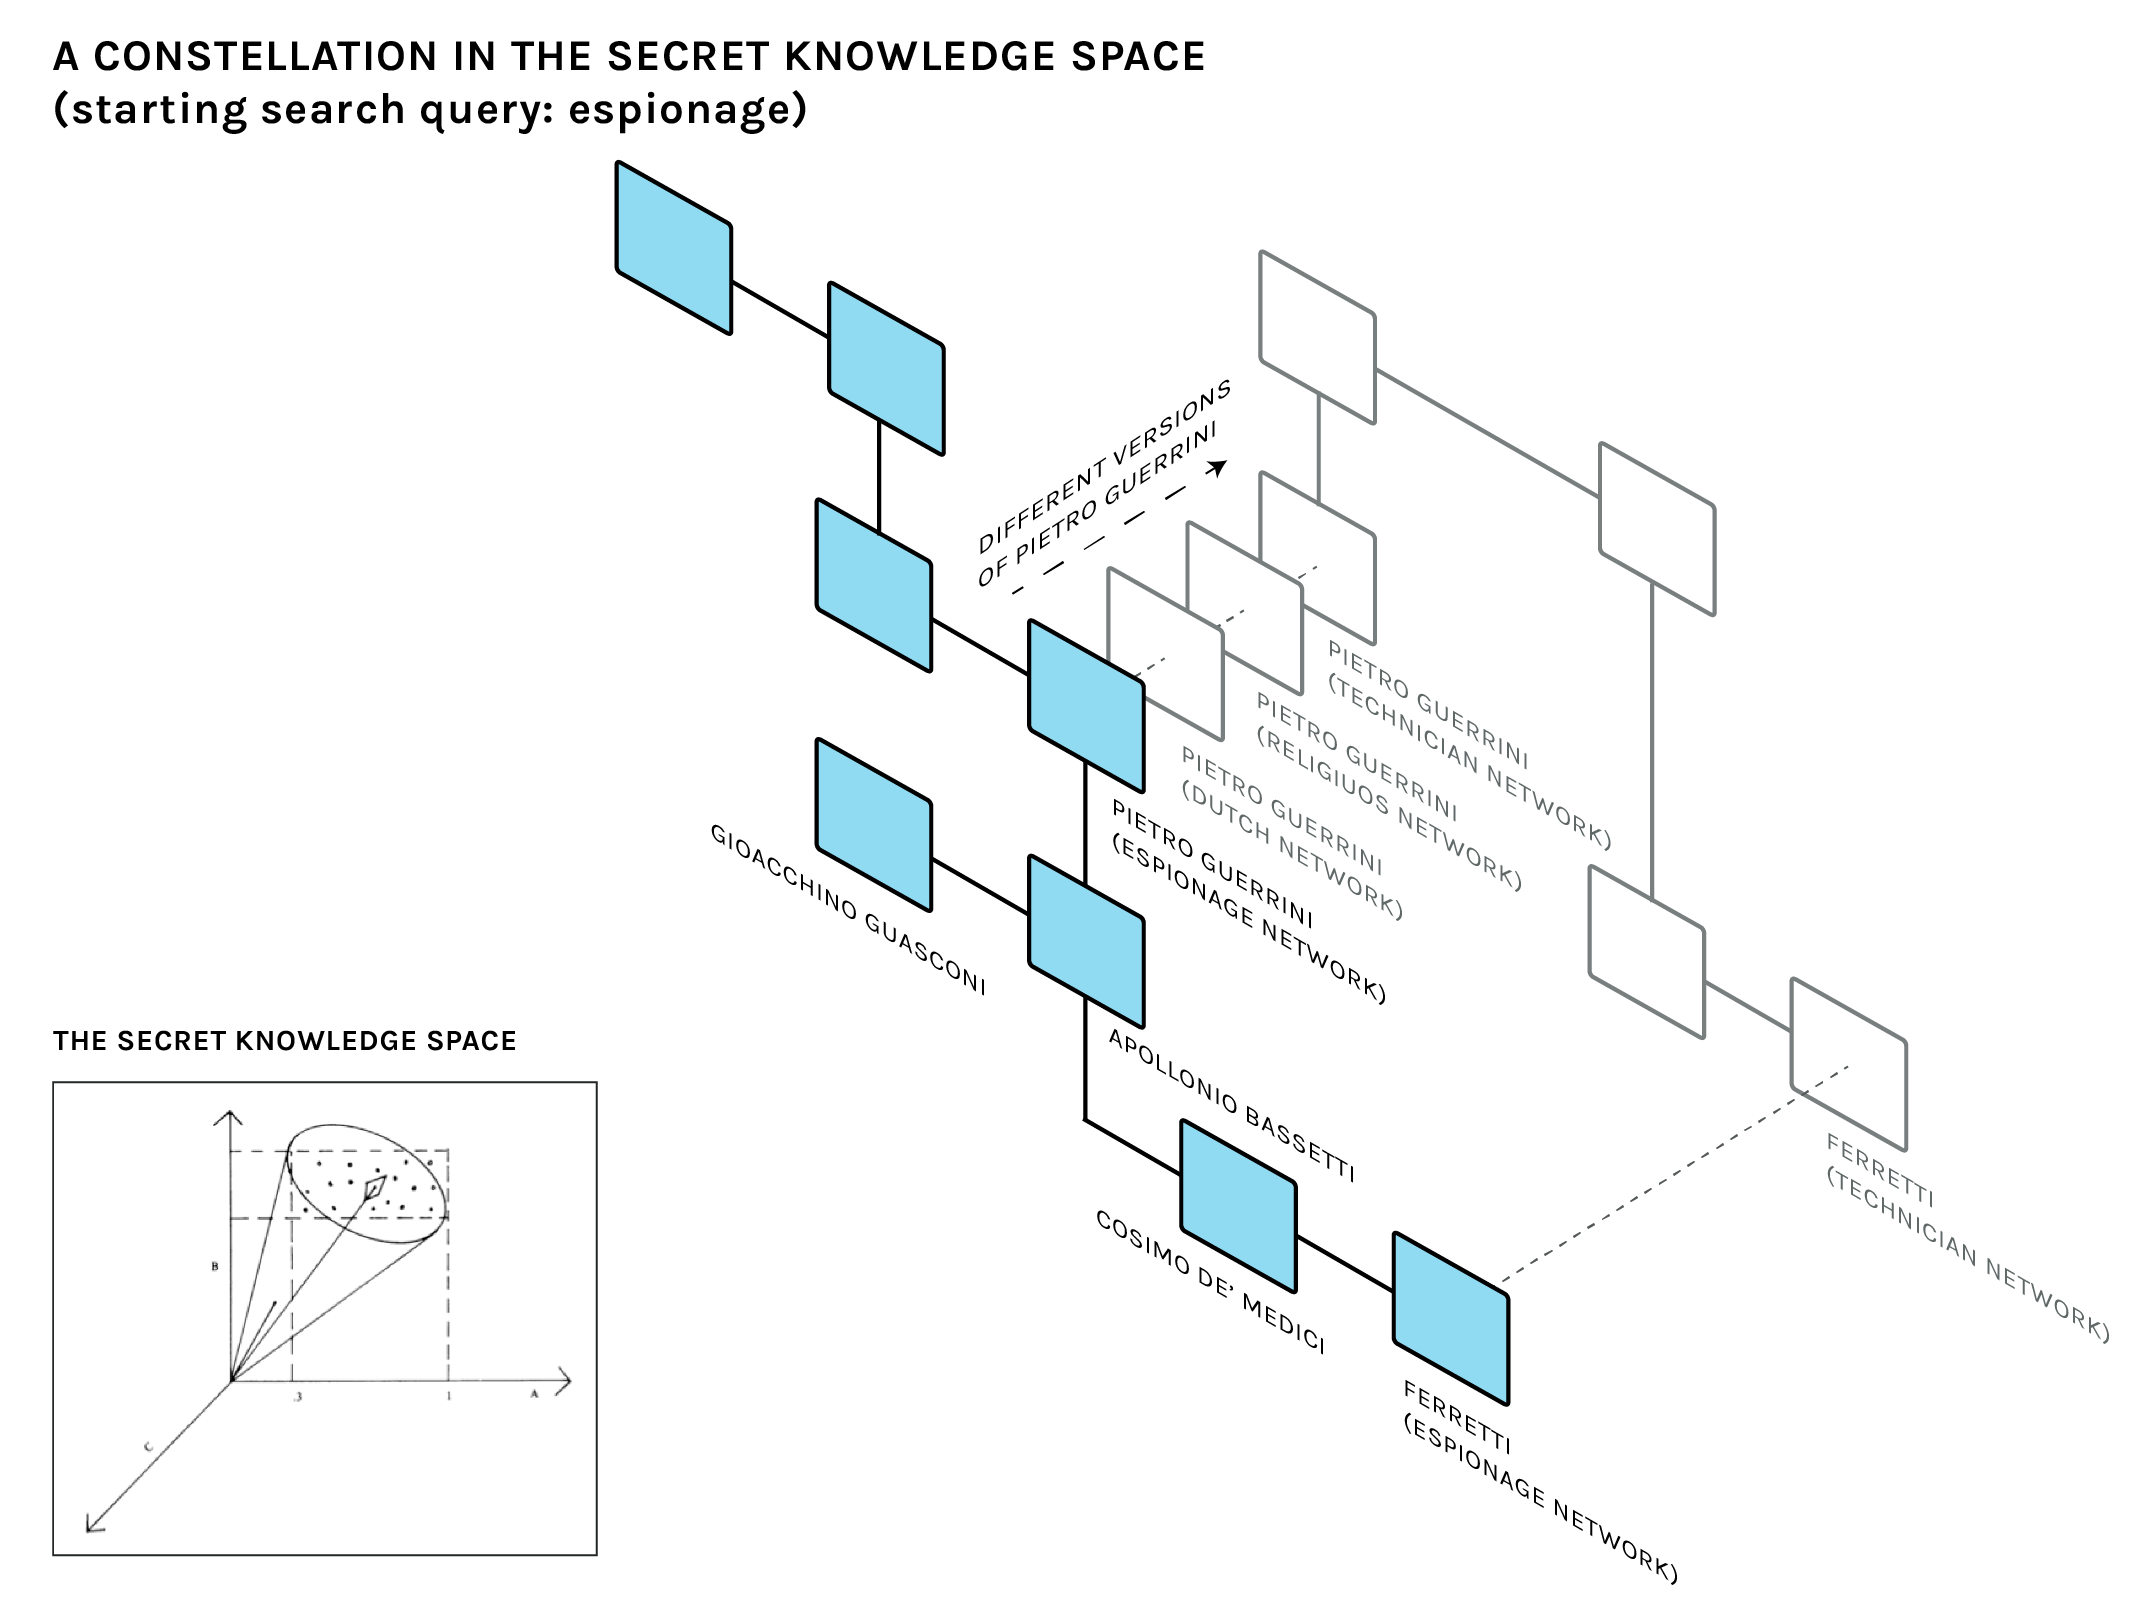 A CONSTELLATION IN THE SECRET KNOWLEDGE SPACE
(starting search query: espionage)
DIFFERENT VERSIONS
OF PIETRO GUERRINI
PIETRO GUERRINI
(TECHNICIAN NETWORK)
PIETRO GUERRINI
(RELIGIUOS NETWORK)
PIETRO GUERRINI
(DUTCH NETWORK)
PIETRO GUERRINI
(ESPIONAGE NETWORK)
GIOACCHINO GUASCONI
APOLLONIO BASSETTI
COSIMO DE' MEDICI
FERRETTI
(TECHNICIAN NETWORK)
FERRETTI
(ESPIONAGE NETWORK)
THE SECRET KNOWLEDGE SPACE
B
.3
1
A
C